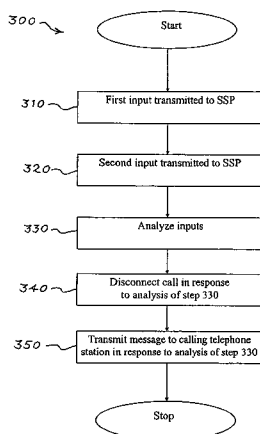 300
Start
310
First input transmitted to SSP
320
Second input transmitted to SSP
330
Analyze inputs
340
Disconnect call in response
to analysis of step 330
350
Transmit message to calling telephone
station in response to analysis of step 330
Stop